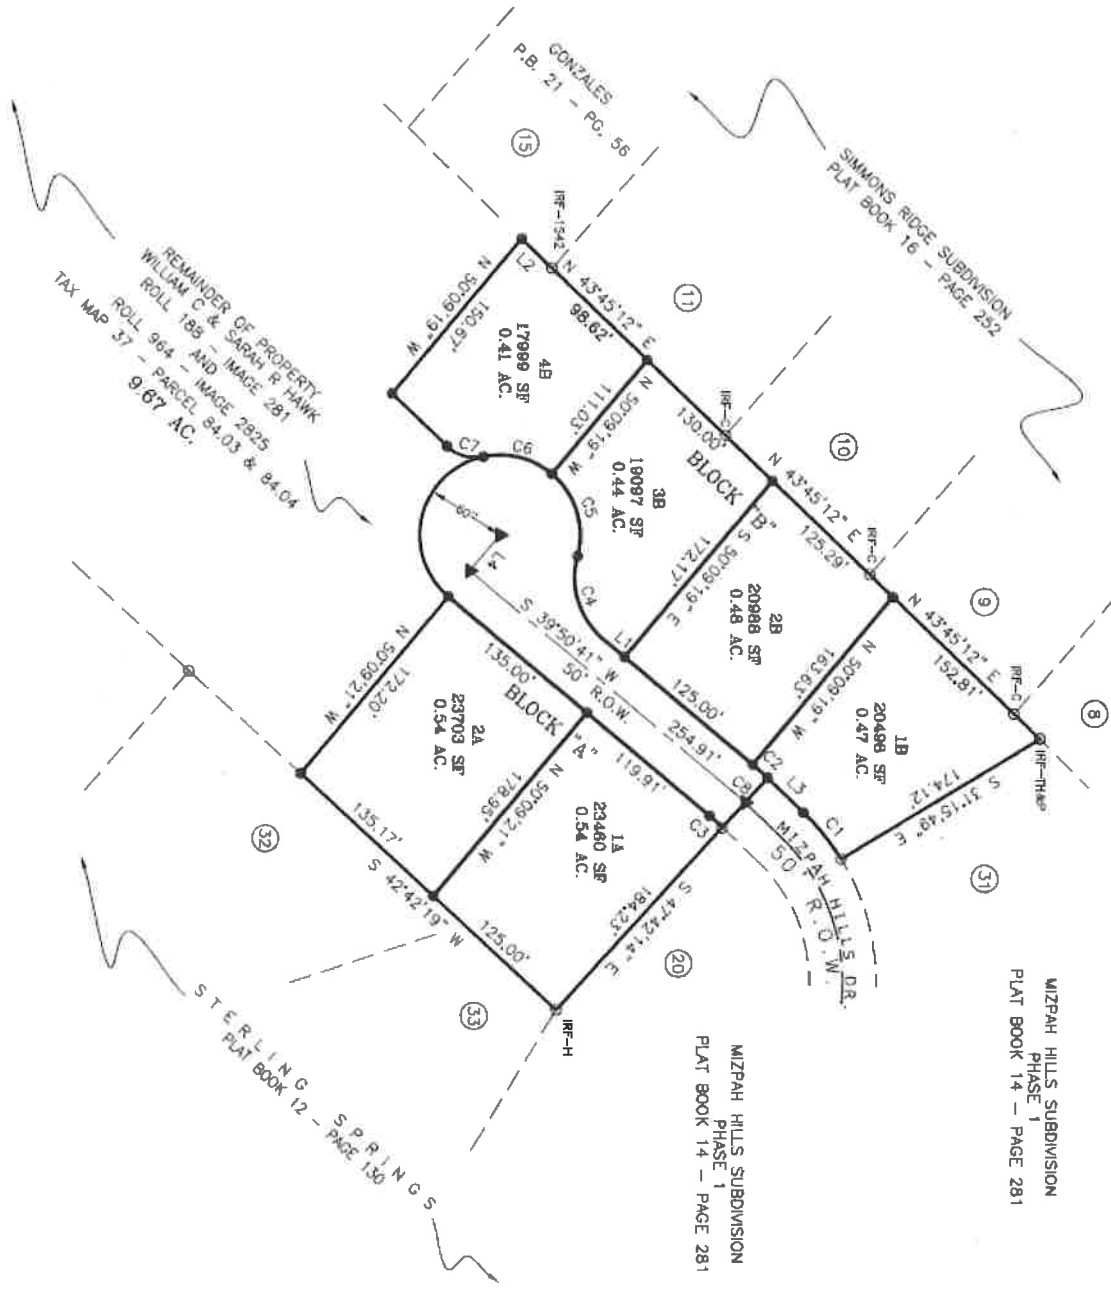 GONZALES
P.B. 21 - PG. 56
15
SIMMONS RIDGE SUBDIVISION
PLAT BOOK 16 - PAGE 252
REMAINDER OF PROPERTY
WILLIAM C & SARAH R HAWK
ROLL 188 - IMAGE 281
AND
ROLL 964 - IMAGE 2825
TAX MAP 37 - PARCEL 84.03 & 84.04
9.67 AC.
IRF-1542
L2
N 43°45'12" E
98.62'
11
N 50°09'19" W
150.67'
4B
17999 SF
0.41 AC.
N 50°09'19" W
111.03'
C7
C6
C5
C4
60'
L4
L1
130.00'
IRF-C
BLOCK "B"
3B
19097 SF
0.44 AC.
10
N 43°45'12" E
125.29'
IRF-C
S 50°09'19" E
172.17'
2B
20988 SF
0.48 AC.
125.00'
9
N 43°45'12" E
152.81'
IRF-C
8
IRF-TH&P
N 50°09'19" W
163.63'
1B
20496 SF
0.47 AC.
S 31°15'49" E
174.12'
31
C2
L3
C1
C8
C3
S 39°50'41" W
254.91'
50' R.O.W.
MIZPAH HILLS DR.
50' R.O.W.
135.00'
119.91'
BLOCK "A"
N 50°09'21" W
172.20'
2A
23703 SF
0.54 AC.
N 50°09'21" W
178.95'
1A
23460 SF
0.54 AC.
S 47°42'14" E
184.23'
20
135.17'
S 42°42'19" W
125.00'
32
33
IRF-H
STERLING SPRINGS
PLAT BOOK 12 - PAGE 130
MIZPAH HILLS SUBDIVISION
PHASE 1
PLAT BOOK 14 - PAGE 281
MIZPAH HILLS SUBDIVISION
PHASE 1
PLAT BOOK 14 - PAGE 281